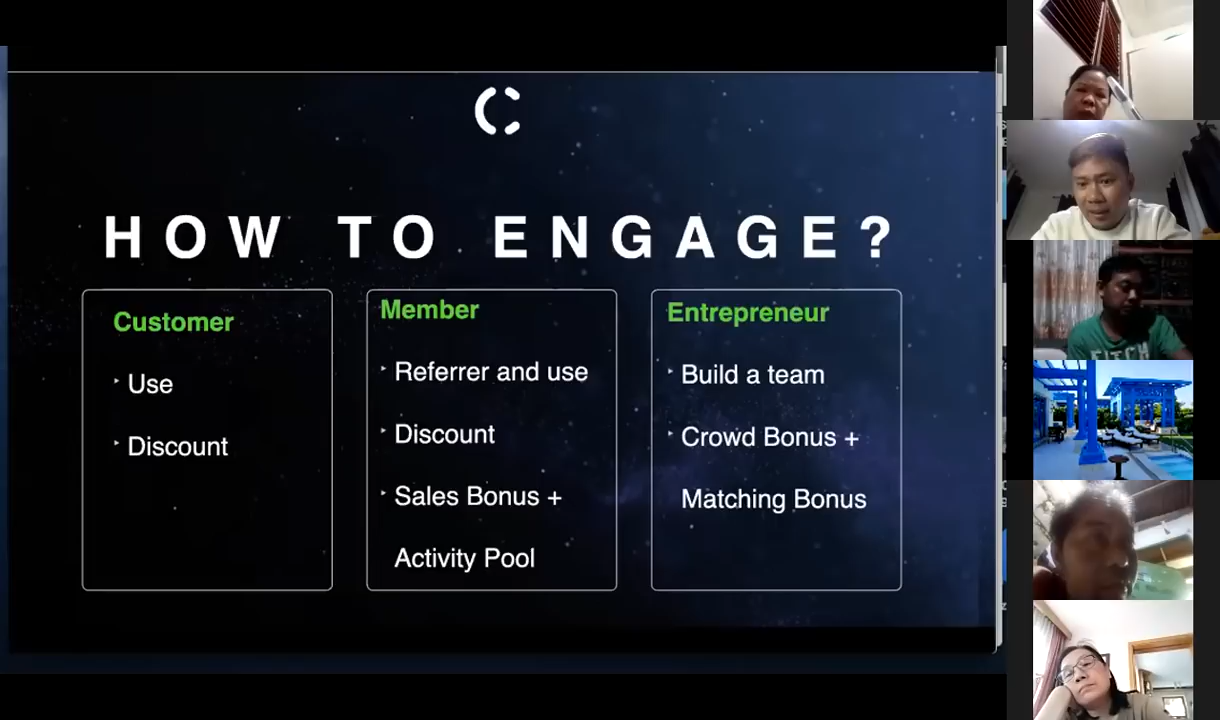 HOW TO ENGAGE?
Customer
Use
Discount
Member
Referrer and use
Discount
Sales Bonus +
Activity Pool
Entrepreneur
Build a team
Crowd Bonus +
Matching Bonus
FITCH